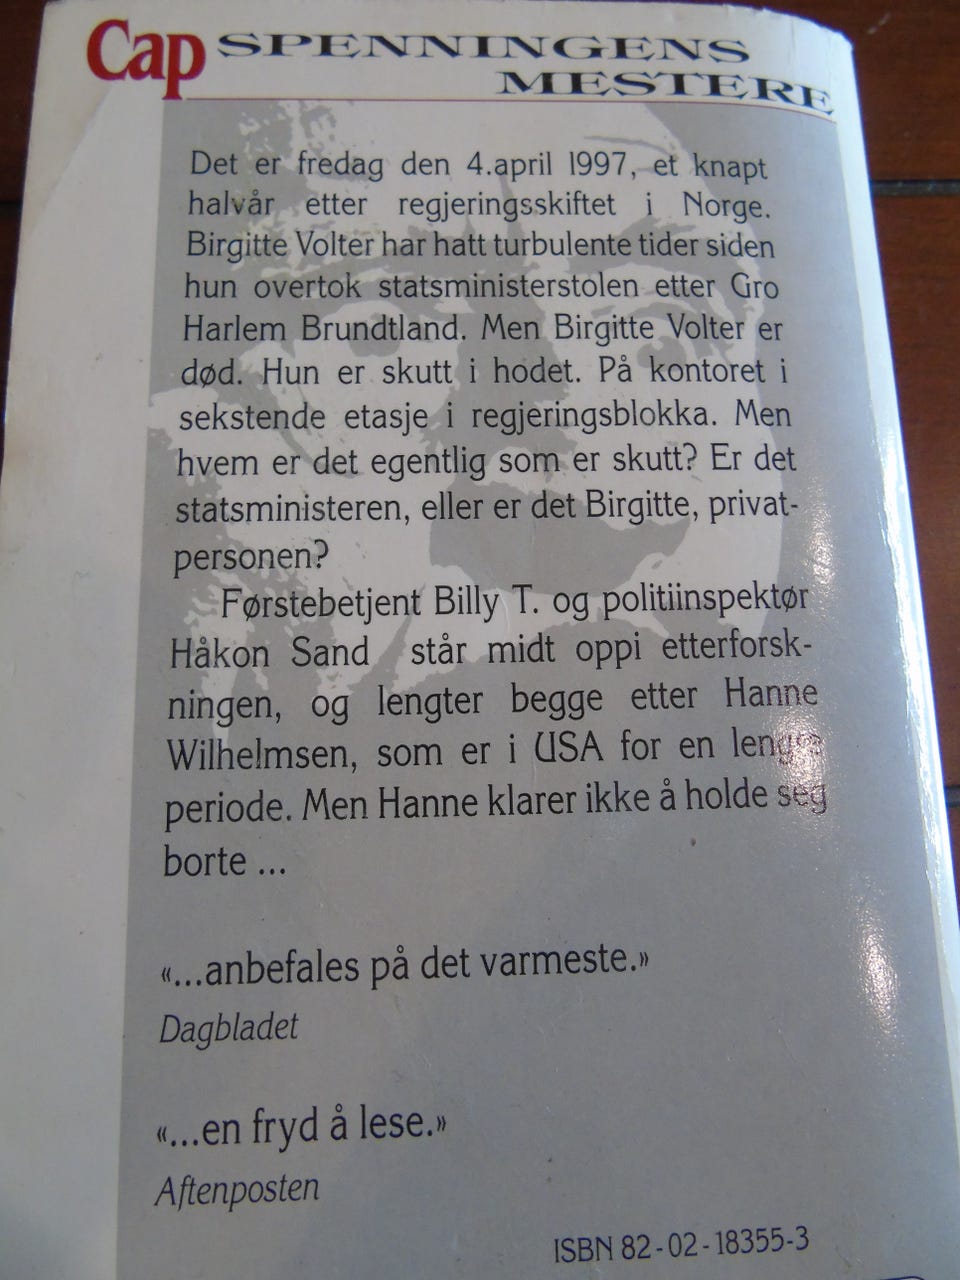 Cap SPENNINGENS
MESTERE
Det er fredag den 4.april 1997, et knapt
halvår etter regjeringsskiftet i Norge.
Birgitte Volter har hatt turbulente tider siden
hun overtok statsministerstolen etter Gro
Harlem Brundtland. Men Birgitte Volter er
død. Hun er skutt i hodet. På kontoret i
sekstende etasje i regjeringsblokka. Men
hvem er det egentlig som er skutt? Er det
statsministeren, eller er det Birgitte, privat-
personen?
Førstebetjent Billy T. og politiinspektør
Håkon Sand står midt oppi etterforsk-
ningen, og lengter begge etter Hanne
Wilhelmsen, som er i USA for en lengre
periode. Men Hanne klarer ikke å holde seg
borte ...
«...anbefales på det varmeste.»
Dagbladet
«...en fryd å lese.»
Aftenposten
ISBN 82-02-18355-3